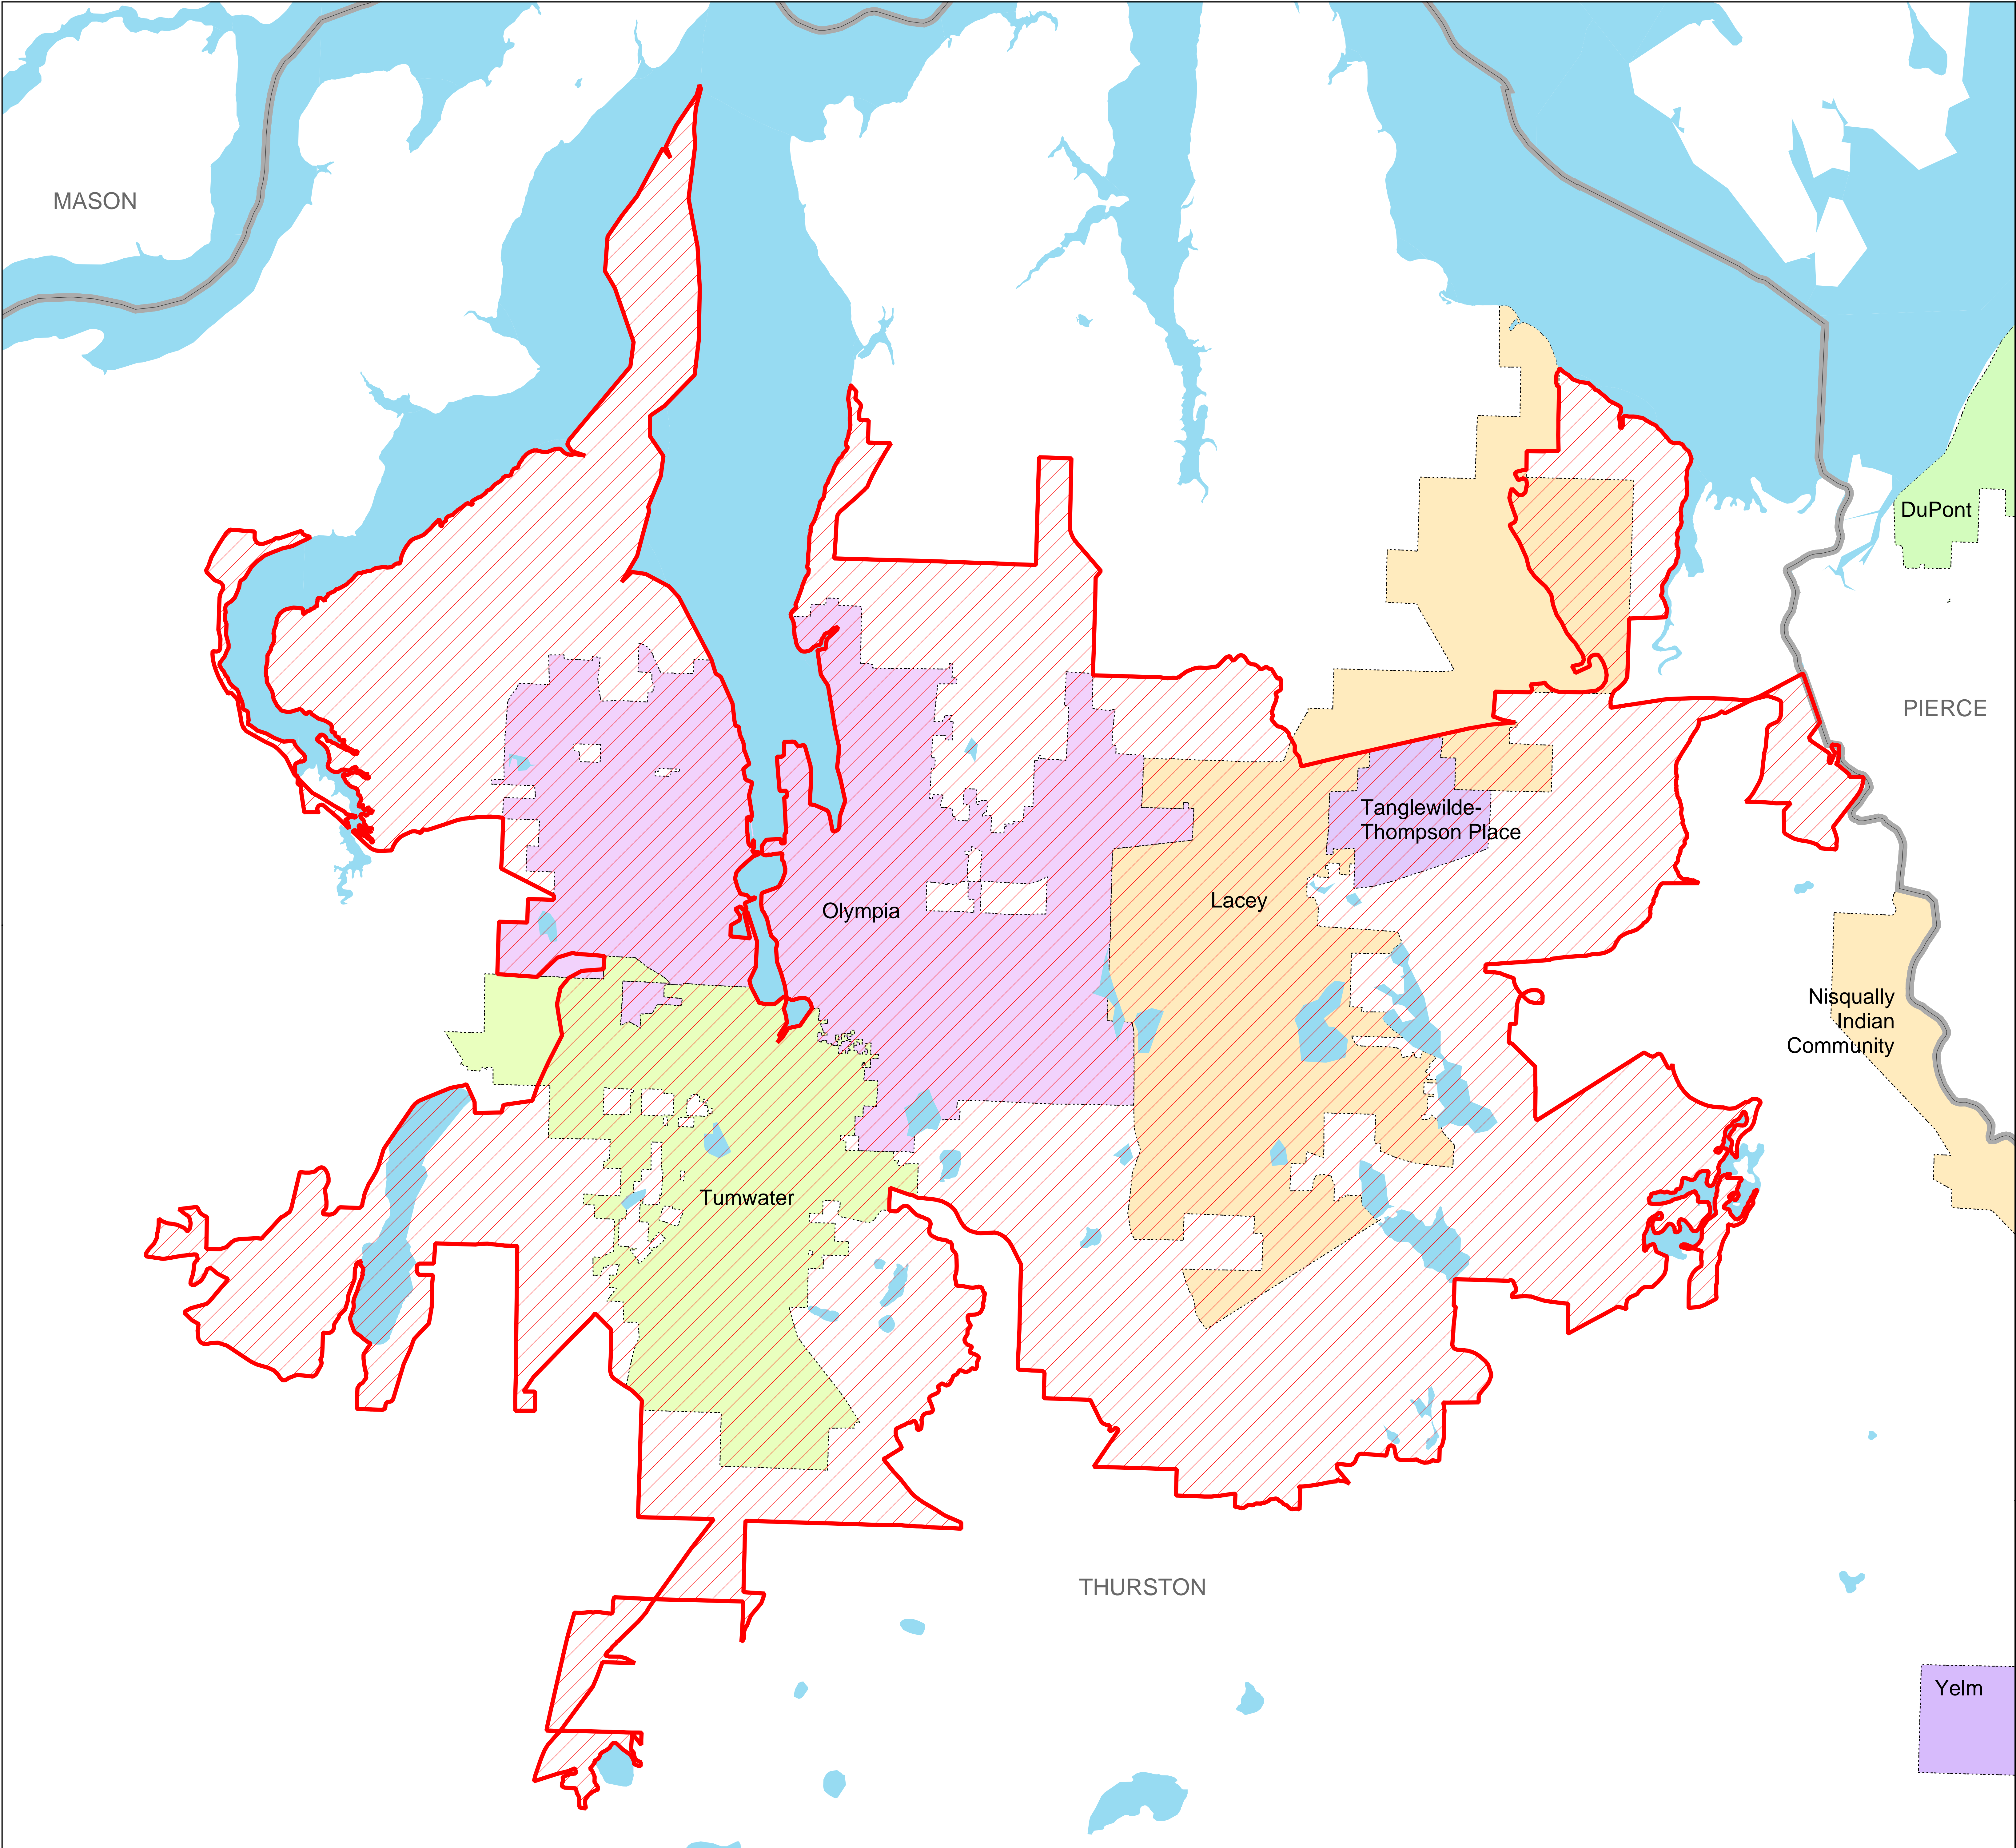 MASON
DuPont
PIERCE
Tanglewilde-
Thompson Place
Lacey
Olympia
Nisqually
Indian
Community
Tumwater
THURSTON
Yelm